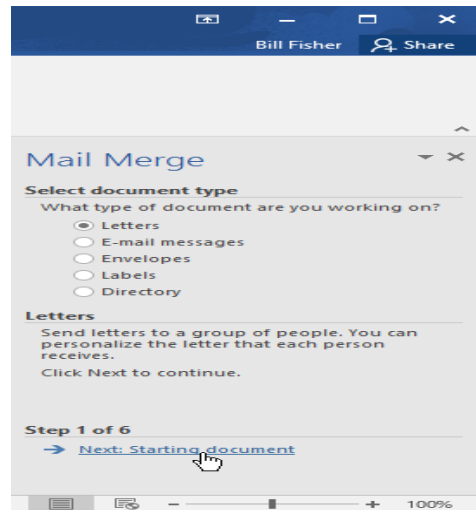 Bill Fisher Share
Mail Merge
Select document type
What type of document are you working on?
Letters
E-mail messages
Envelopes
Labels
Directory
Letters
Send letters to a group of people. You can
personalize the letter that each person
receives.
Click Next to continue.
Step 1 of 6
Next: Starting document
100%